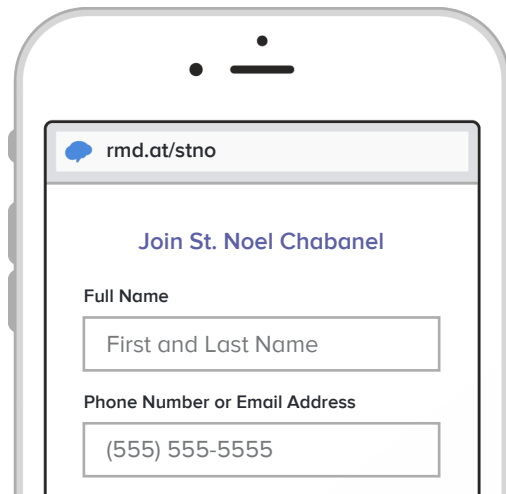 rmd.at/stno
Join St. Noel Chabanel
Full Name
First and Last Name
Phone Number or Email Address
(555) 555-5555